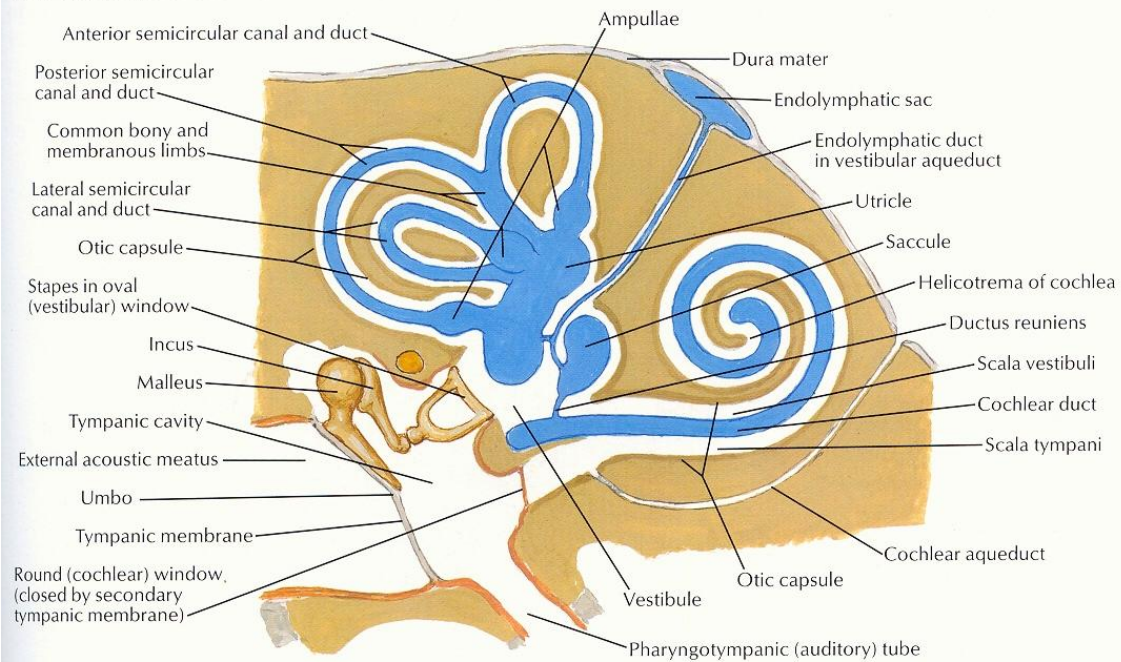 Ampullae
Anterior semicircular canal and duct
Posterior semicircular
canal and duct
Common bony and
membranous limbs
Lateral semicircular
canal and duct
Otic capsule
Stapes in oval
(vestibular) window
Incus
Malleus
Tympanic cavity
External acoustic meatus
Umbo
Tympanic membrane
Round (cochlear) window
(closed by secondary
tympanic membrane)
Dura mater
Endolymphatic sac
Endolymphatic duct
in vestibular aqueduct
Utricle
Saccule
Helicotrema of cochlea
Ductus reuniens
Scala vestibuli
Cochlear duct
Scala tympani
Cochlear aqueduct
Otic capsule
Vestibule
Pharyngotympanic (auditory) tube